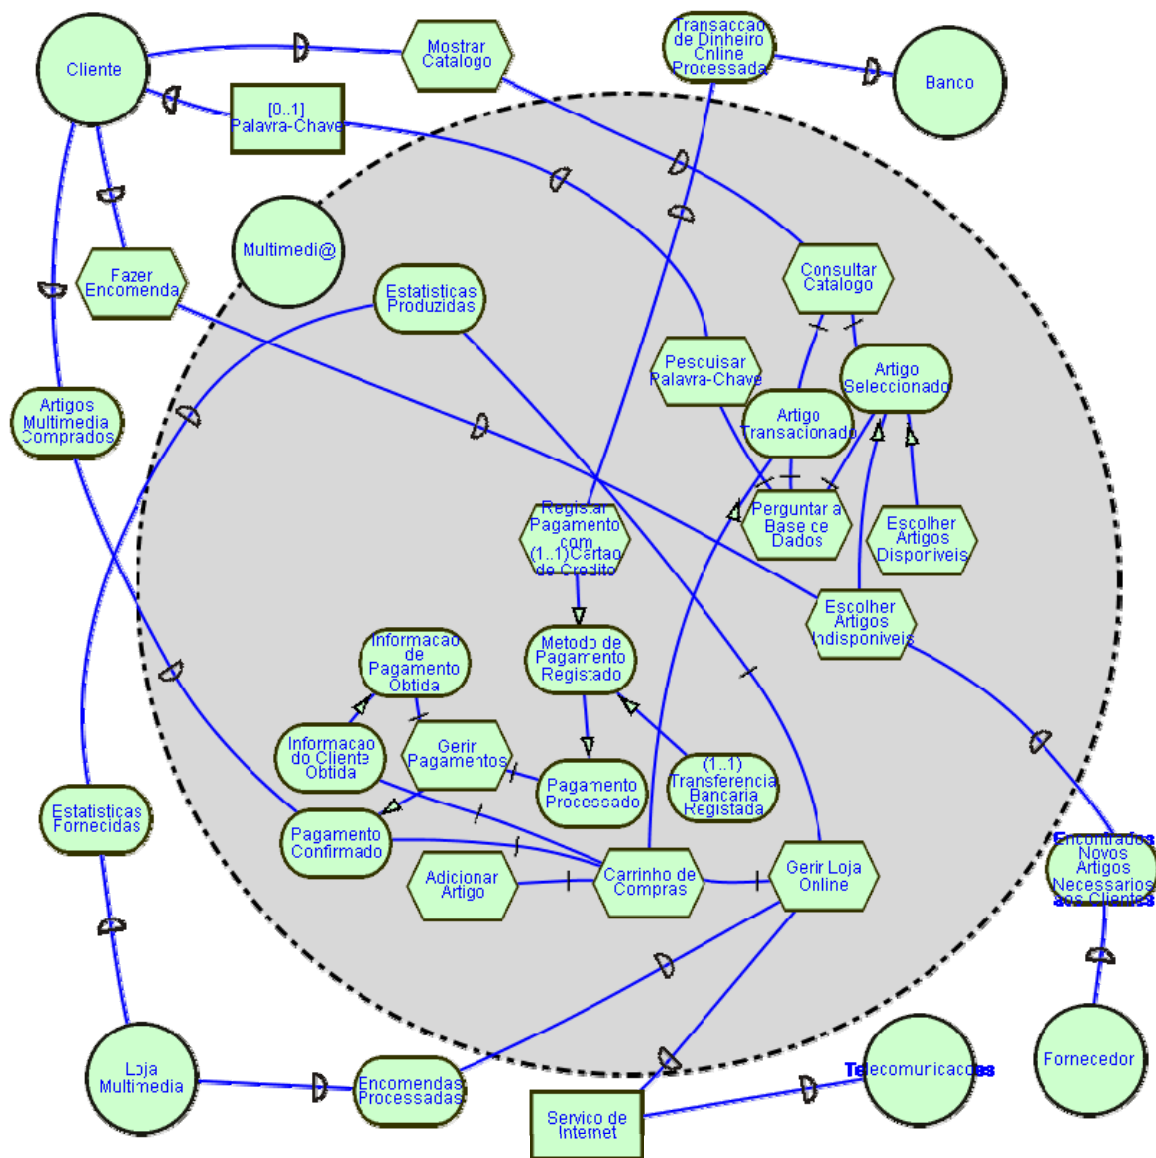 Cliente
Mostrar
Catalogo
Transaccao
de Dinheiro
Cnline
Processada
Banco
[0..1]
Palavra-Chave
Multimedi@
Fazer
Encomenda
Estatisticas
Produzidas
Consultar
Catalogo
Pescuisar
Palavra-Chave
Artigo
Seleccionado
Artigos
Multimedia
Comprados
Artigo
Transacionado
Registar
Pagamento
com
(1..1)Cartao
de Credito
Perguntar a
Base ce
Dados
Escolher
Artigos
Disponiveis
Escolher
Artigos
Indisponiveis
Informacao
de
Pagamento
Obtida
Metodo de
Pagamento
Registado
Informacao
do Cliente
Obtida
Gerir
Pagamentos
Pagamento
Processado
(1..1)
Transferencia
Bancaria
Registada
Estatisticas
Fornecidas
Pagamento
Confirmado
Adicionar
Artigo
Carrinho de
Compras
Gerir Loja
Online
Encontrados
Novos
Artigos
Necessarios
aos Clientes
Loja
Multimedia
Encomendas
Processadas
Servico de
Internet
Telecomunicacoes
Fornecedor